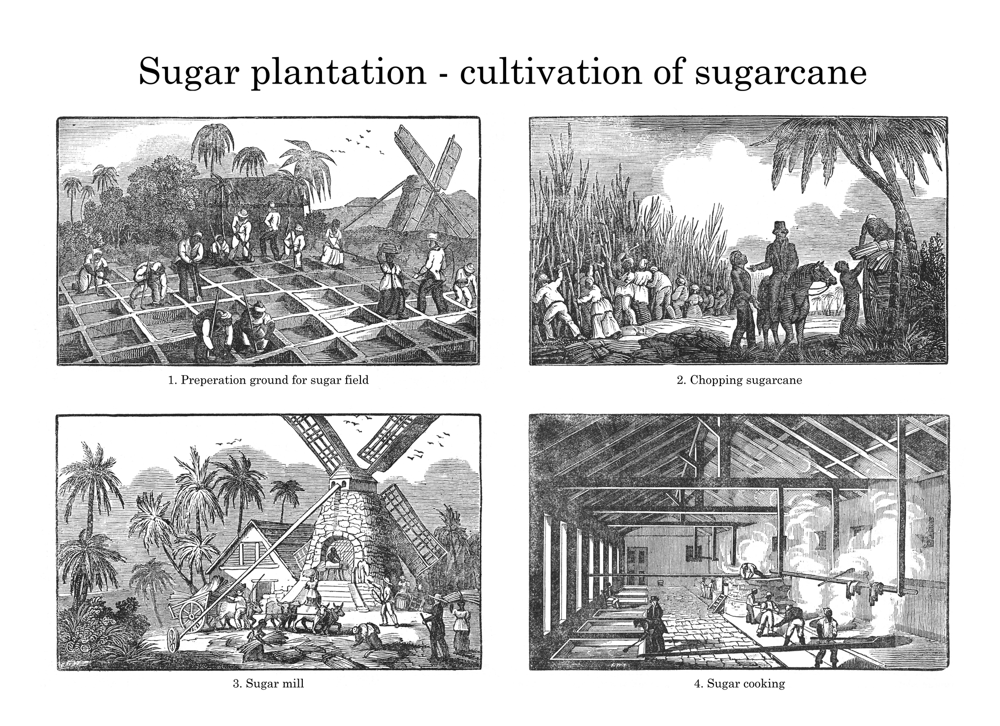 Sugar plantation - cultivation of sugarcane
1. Preperation ground for sugar field
2. Chopping sugarcane
3. Sugar mill
4. Sugar cooking